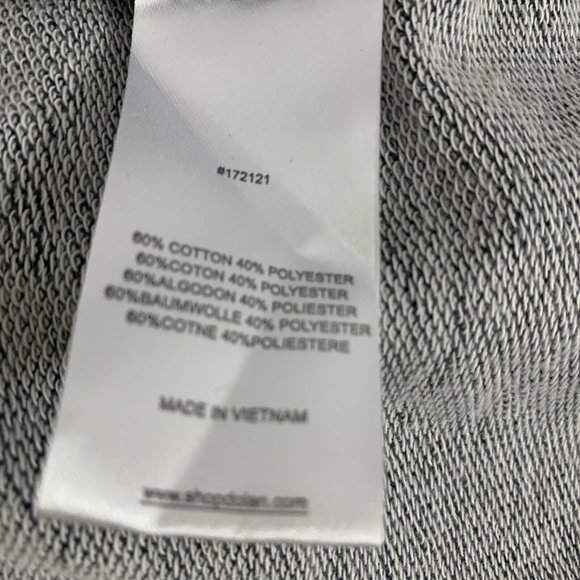 #172121
60% COTTON 40% POLYESTER
60%COTON 40% POLYESTER
60%ALGODON 40% POLIESTER
60%BAUMWOLLE 40% POLYESTER
60%COTNE 40%POLIESTERE
MADE IN VIETNAM
www.shopdolan.com